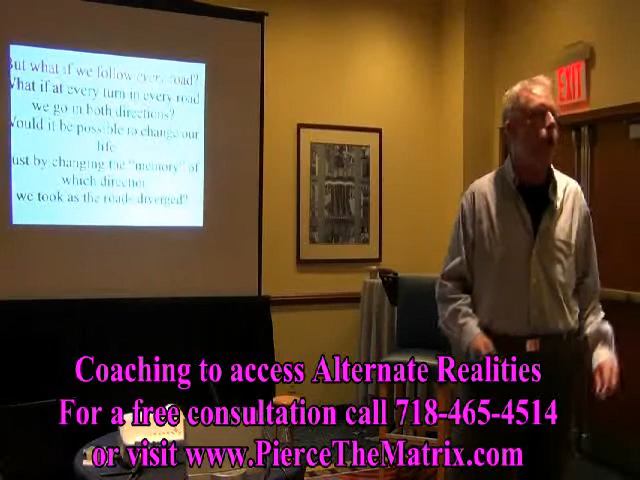 But what if we follow every road?
What if at every turn in every road
we go in both directions?
Would it be possible to change our
life
just by changing the "memory" of
which direction
we took as the roads diverged?
EXIT
Coaching to access Alternate Realities
For a free consultation call 718-465-4514
or visit www.PierceTheMatrix.com